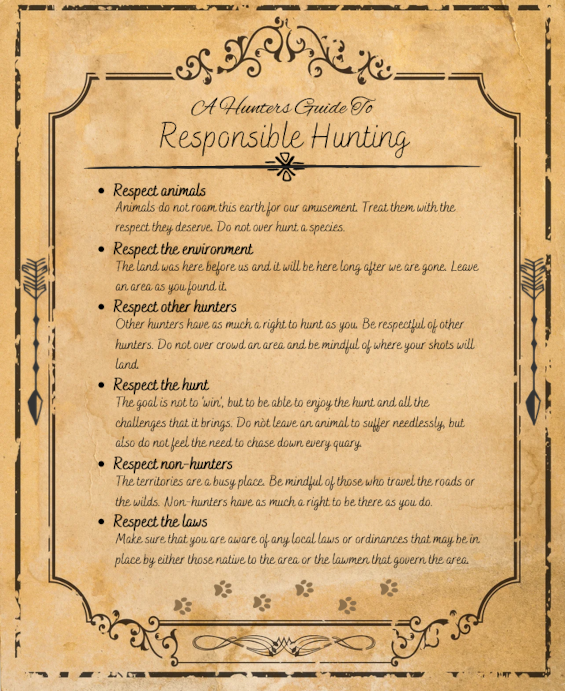 A Hunters Guide To
Responsible Hunting
• Respect animals
Animals do not roam this earth for our amusement. Treat them with the
respect they deserve. Do not over hunt a species.
• Respect the environment
The land was here before us and it will be here long after we are gone. Leave
an area as you found it.
• Respect other hunters
Other hunters have as much a right to hunt as you. Be respectful of other
hunters. Do not over crowd an area and be mindful of where your shots will
land.
• Respect the hunt
The goal is not to 'win', but to be able to enjoy the hunt and all the
challenges that it brings. Do not leave an animal to suffer needlessly, but
also do not feel the need to chase down every quary.
• Respect non-hunters
The territories are a busy place. Be mindful of those who travel the roads or
the wilds. Non-hunters have as much a right to be there as you do.
• Respect the laws
Make sure that you are aware of any local laws or ordinances that may be in
place by either those native to the area or the lawmen that govern the area.